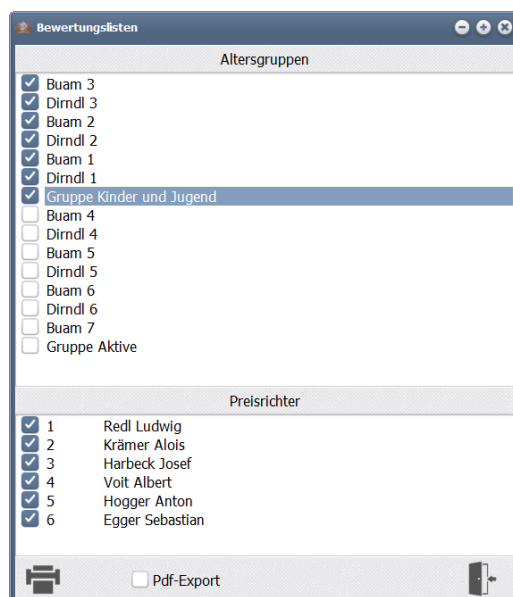 Bewertungslisten
Altersgruppen
Buam 3
Dirndl 3
Buam 2
Dirndl 2
Buam 1
Dirndl 1
Gruppe Kinder und Jugend
Buam 4
Dirndl 4
Buam 5
Dirndl 5
Buam 6
Dirndl 6
Buam 7
Gruppe Aktive
Preisrichter
1 Redl Ludwig
2 Krämer Alois
3 Harbeck Josef
4 Voit Albert
5 Hogger Anton
6 Egger Sebastian
Pdf-Export